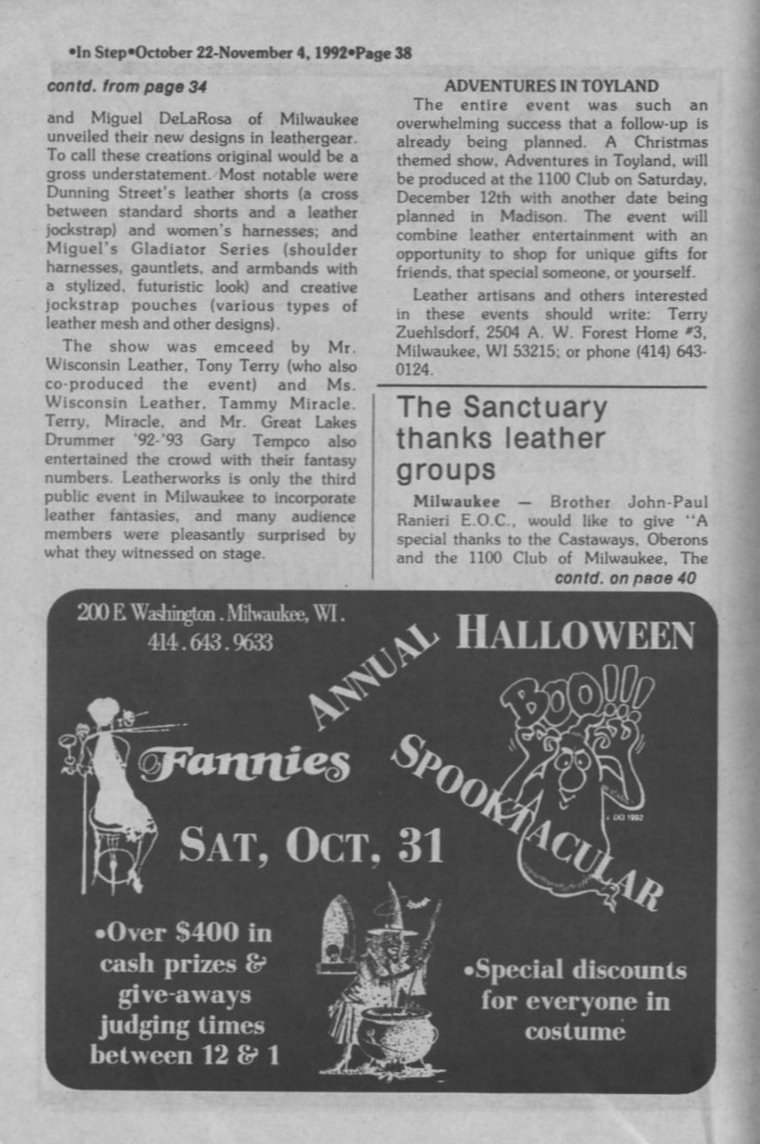 •In Step•October 22-November 4, 1992•Page 38
contd. from page 34
and Miguel DeLaRosa of Milwaukee
unveiled their new designs in leathergear.
To call these creations original would be a
gross understatement. Most notable were
Dunning Street's leather shorts (a cross
between standard shorts and a leather
jockstrap) and women's harnesses; and
Miguel's Gladiator Series (shoulder
harnesses, gauntlets, and armbands with
a stylized, futuristic look) and creative
jockstrap pouches (various types of
leather mesh and other designs).
The show was emceed by Mr.
Wisconsin Leather, Tony Terry (who also
co-produced the event) and Ms.
Wisconsin Leather, Tammy Miracle.
Terry, Miracle, and Mr. Great Lakes
Drummer '92-'93 Gary Tempco also
entertained the crowd with their fantasy
numbers. Leatherworks is only the third
public event in Milwaukee to incorporate
leather fantasies, and many audience
members were pleasantly surprised by
what they witnessed on stage.
ADVENTURES IN TOYLAND
The entire event was such an
overwhelming success that a follow-up is
already being planned. A Christmas
themed show, Adventures in Toyland, will
be produced at the 1100 Club on Saturday,
December 12th with another date being
planned in Madison. The event will
combine leather entertainment with an
opportunity to shop for unique gifts for
friends, that special someone, or yourself.
Leather artisans and others interested
in these events should write: Terry
Zuehlsdorf, 2504 A. W. Forest Home #3,
Milwaukee, WI 53215; or phone (414) 643-
0124.
The Sanctuary
thanks leather
groups
Milwaukee — Brother John-Paul
Ranieri E.O.C., would like to give "A
special thanks to the Castaways, Oberons
and the 1100 Club of Milwaukee, The
contd. on page 40
200 E. Washington . Milwaukee, WI .
414 . 643 . 9633
ANNUAL
HALLOWEEN
BOO!!!
Fannies
SPOOKTACULAR
DG 1992
SAT, OCT. 31
•Over $400 in
cash prizes &
give-aways
judging times
between 12 & 1
•Special discounts
for everyone in
costume